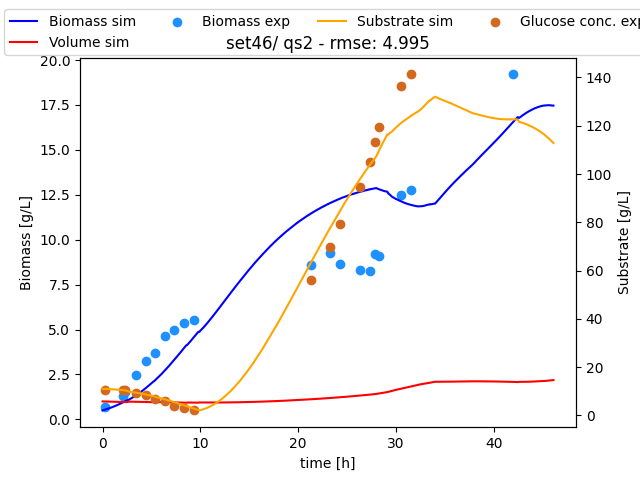 Biomass sim Biomass exp Substrate sim Glucose conc. exp
Volume sim
set46/ qs2 - rmse: 4.995
20.0
17.5
15.0
12.5
10.0
7.5
5.0
2.5
0.0
Biomass [g/L]
140
120
100
80
60
40
20
0
Substrate [g/L]
0 10 20 30 40
time [h]